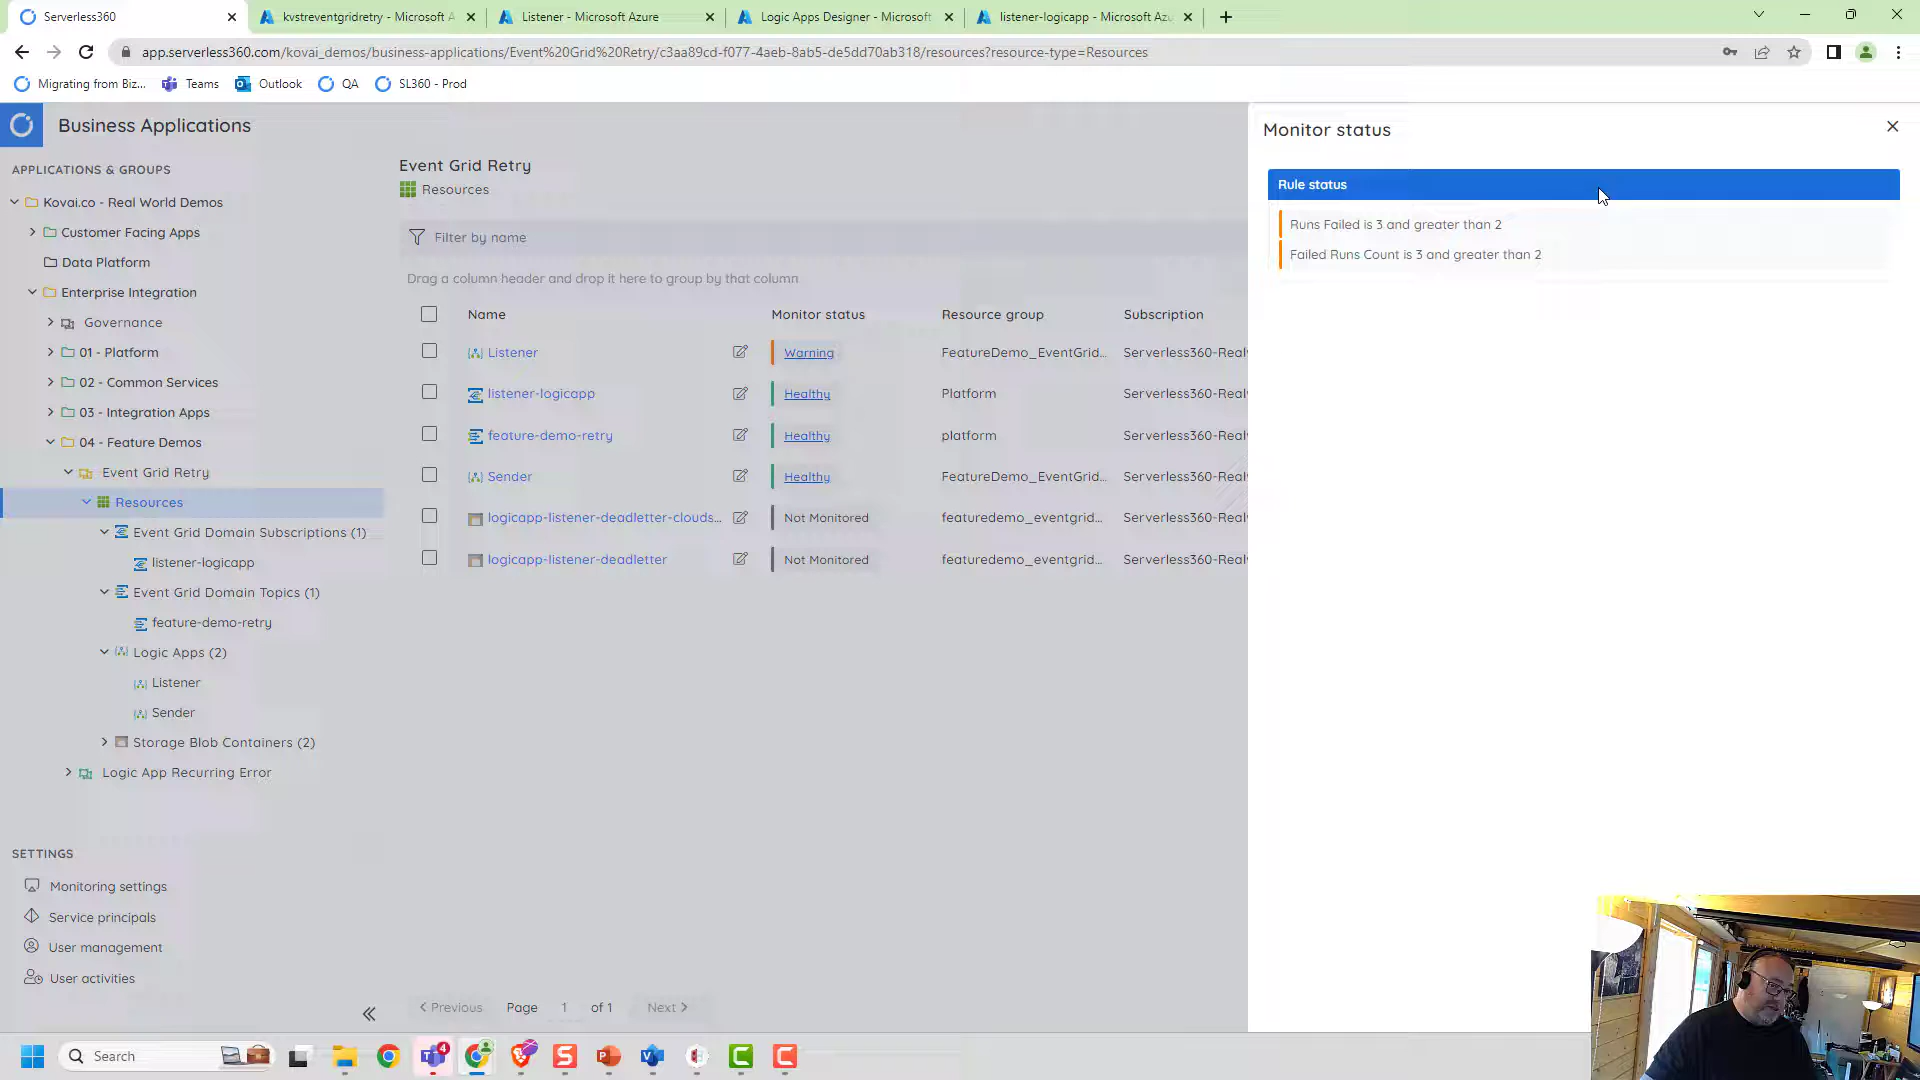 Serverless360
kvstreventgridretry - Microsoft A
Listener - Microsoft Azure
Logic Apps Designer - Microsoft
listener-logicapp - Microsoft Azu
app.serverless360.com/kovai_demos/business-applications/Event%20Grid%20Retry/c3aa89cd-f077-4aeb-8ab5-de5dd70ab318/resources?resource-type=Resources
Migrating from Biz...
Teams
Outlook
QA
SL360 - Prod
Business Applications
APPLICATIONS & GROUPS
Kovai.co - Real World Demos
Customer Facing Apps
Data Platform
Enterprise Integration
Governance
01 - Platform
02 - Common Services
03 - Integration Apps
04 - Feature Demos
Event Grid Retry
Resources
Event Grid Domain Subscriptions (1)
listener-logicapp
Event Grid Domain Topics (1)
feature-demo-retry
Logic Apps (2)
Listener
Sender
Storage Blob Containers (2)
Logic App Recurring Error
SETTINGS
Monitoring settings
Service principals
User management
User activities
Event Grid Retry
Resources
Filter by name
Drag a column header and drop it here to group by that column
Name Monitor status Resource group Subscription
Listener Warning FeatureDemo_EventGrid... Serverless360-Real
listener-logicapp Healthy Platform Serverless360-Real
feature-demo-retry Healthy platform Serverless360-Real
Sender Healthy FeatureDemo_EventGrid... Serverless360-Real
logicapp-listener-deadletter-clouds... Not Monitored featuredemo_eventgrid... Serverless360-Real
logicapp-listener-deadletter Not Monitored featuredemo_eventgrid... Serverless360-Real
Previous Page 1 of 1 Next
Monitor status
Rule status
Runs Failed is 3 and greater than 2
Failed Runs Count is 3 and greater than 2
Search
4